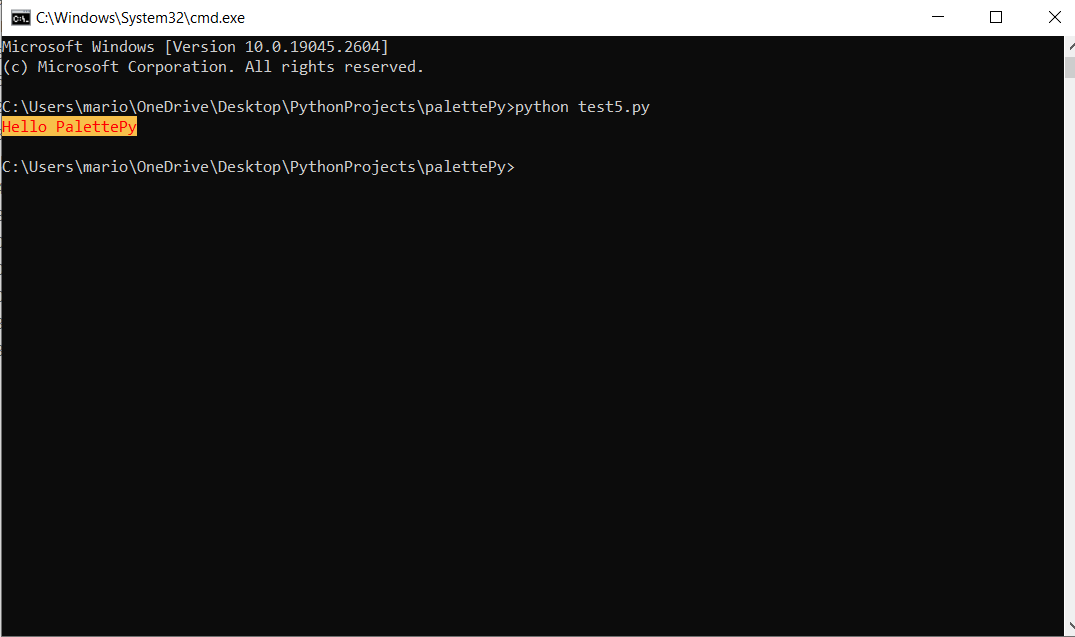 C:\Windows\System32\cmd.exe
Microsoft Windows [Version 10.0.19045.2604]
(c) Microsoft Corporation. All rights reserved.
C:\Users\mario\OneDrive\Desktop\PythonProjects\palettePy>python test5.py
Hello PalettePy
C:\Users\mario\OneDrive\Desktop\PythonProjects\palettePy>